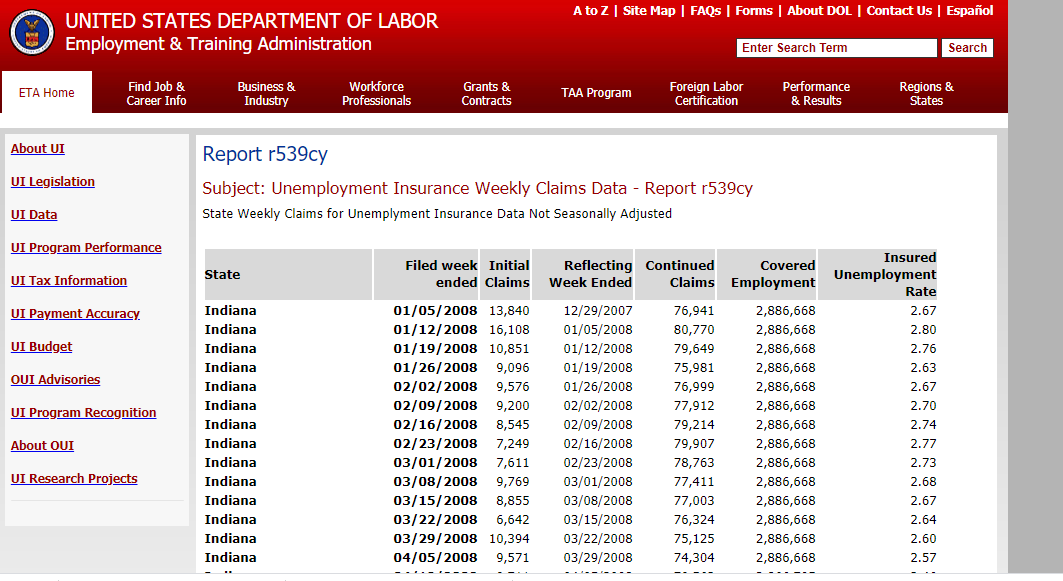 A to Z | Site Map | FAQs | Forms | About DOL | Contact Us | Español
UNITED STATES DEPARTMENT OF LABOR
Employment & Training Administration
Enter Search Term Search
ETA Home Find Job & Career Info Business & Industry Workforce Professionals Grants & Contracts TAA Program Foreign Labor Certification Performance & Results Regions & States
About UI
UI Legislation
UI Data
UI Program Performance
UI Tax Information
UI Payment Accuracy
UI Budget
OUI Advisories
UI Program Recognition
About OUI
UI Research Projects
Report r539cy
Subject: Unemployment Insurance Weekly Claims Data - Report r539cy
State Weekly Claims for Unemplyment Insurance Data Not Seasonally Adjusted
State Filed week ended Initial Claims Reflecting Week Ended Continued Claims Covered Employment Insured Unemployment Rate
Indiana 01/05/2008 13,840 12/29/2007 76,941 2,886,668 2.67
Indiana 01/12/2008 16,108 01/05/2008 80,770 2,886,668 2.80
Indiana 01/19/2008 10,851 01/12/2008 79,649 2,886,668 2.76
Indiana 01/26/2008 9,096 01/19/2008 75,981 2,886,668 2.63
Indiana 02/02/2008 9,576 01/26/2008 76,999 2,886,668 2.67
Indiana 02/09/2008 9,200 02/02/2008 77,912 2,886,668 2.70
Indiana 02/16/2008 8,545 02/09/2008 79,214 2,886,668 2.74
Indiana 02/23/2008 7,249 02/16/2008 79,907 2,886,668 2.77
Indiana 03/01/2008 7,611 02/23/2008 78,763 2,886,668 2.73
Indiana 03/08/2008 9,769 03/01/2008 77,411 2,886,668 2.68
Indiana 03/15/2008 8,855 03/08/2008 77,003 2,886,668 2.67
Indiana 03/22/2008 6,642 03/15/2008 76,324 2,886,668 2.64
Indiana 03/29/2008 10,394 03/22/2008 75,125 2,886,668 2.60
Indiana 04/05/2008 9,571 03/29/2008 74,304 2,886,668 2.57